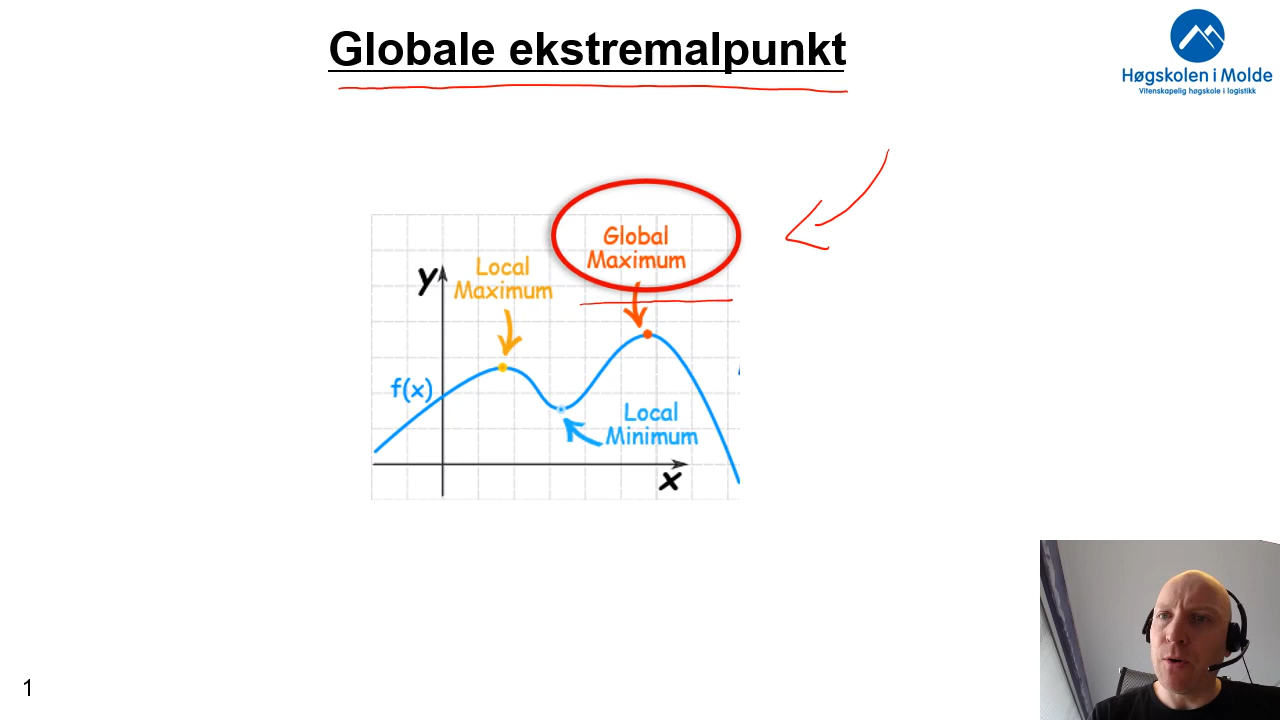 Globale ekstremalpunkt
Høgskolen i Molde
Vitenskapelig høgskole i logistikk
Global
Maximum
Local
Maximum
y
f(x)
Local
Minimum
x
1